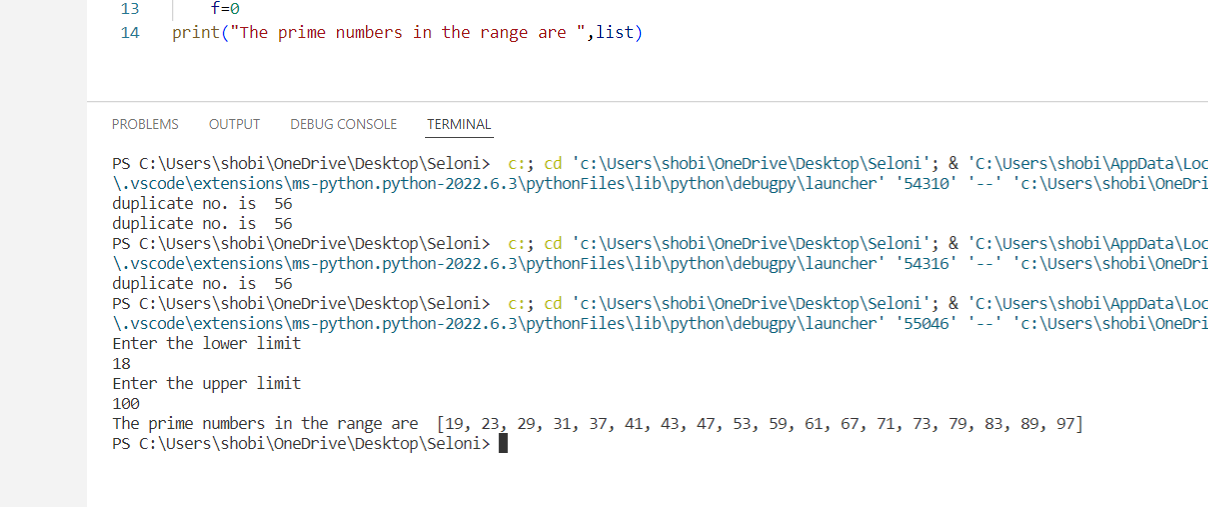 13 f=0
14 print("The prime numbers in the range are ",list)
PROBLEMS OUTPUT DEBUG CONSOLE TERMINAL
PS C:\Users\shobi\OneDrive\Desktop\Seloni>  c:; cd 'c:\Users\shobi\OneDrive\Desktop\Seloni'; & 'C:\Users\shobi\AppData\Loc
\.vscode\extensions\ms-python.python-2022.6.3\pythonFiles\lib\python\debugpy\launcher' '54310' '--' 'c:\Users\shobi\OneDri
duplicate no. is  56
duplicate no. is  56
PS C:\Users\shobi\OneDrive\Desktop\Seloni>  c:; cd 'c:\Users\shobi\OneDrive\Desktop\Seloni'; & 'C:\Users\shobi\AppData\Loc
\.vscode\extensions\ms-python.python-2022.6.3\pythonFiles\lib\python\debugpy\launcher' '54316' '--' 'c:\Users\shobi\OneDri
duplicate no. is  56
PS C:\Users\shobi\OneDrive\Desktop\Seloni>  c:; cd 'c:\Users\shobi\OneDrive\Desktop\Seloni'; & 'C:\Users\shobi\AppData\Loc
\.vscode\extensions\ms-python.python-2022.6.3\pythonFiles\lib\python\debugpy\launcher' '55046' '--' 'c:\Users\shobi\OneDri
Enter the lower limit
18
Enter the upper limit
100
The prime numbers in the range are  [19, 23, 29, 31, 37, 41, 43, 47, 53, 59, 61, 67, 71, 73, 79, 83, 89, 97]
PS C:\Users\shobi\OneDrive\Desktop\Seloni>